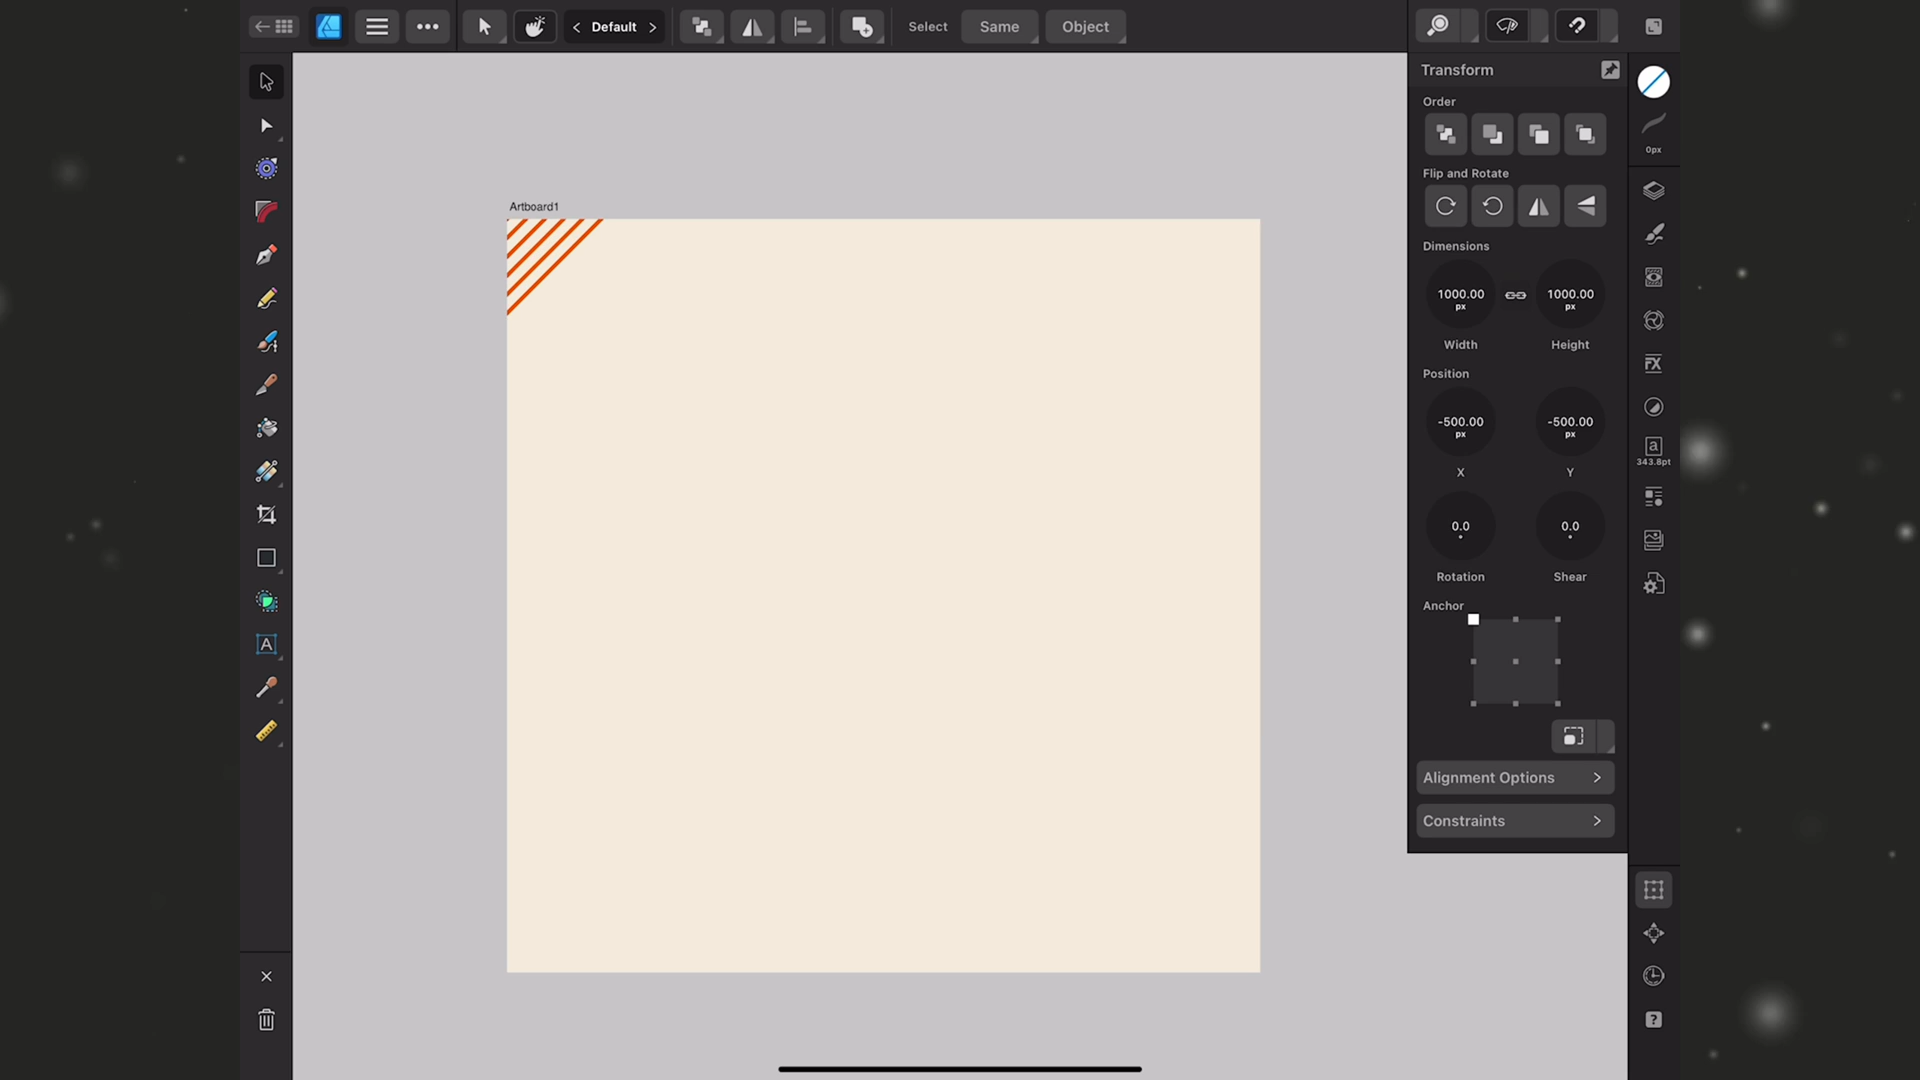 Default
Select
Same
Object
Transform
Order
0px
Flip and Rotate
Artboard1
Dimensions
1000.00 px
1000.00 px
Width
Height
Position
-500.00 px
-500.00 px
X
Y
FX
a
343.8pt
0.0 °
0.0 °
Rotation
Shear
Anchor
A
Alignment Options
Constraints
?